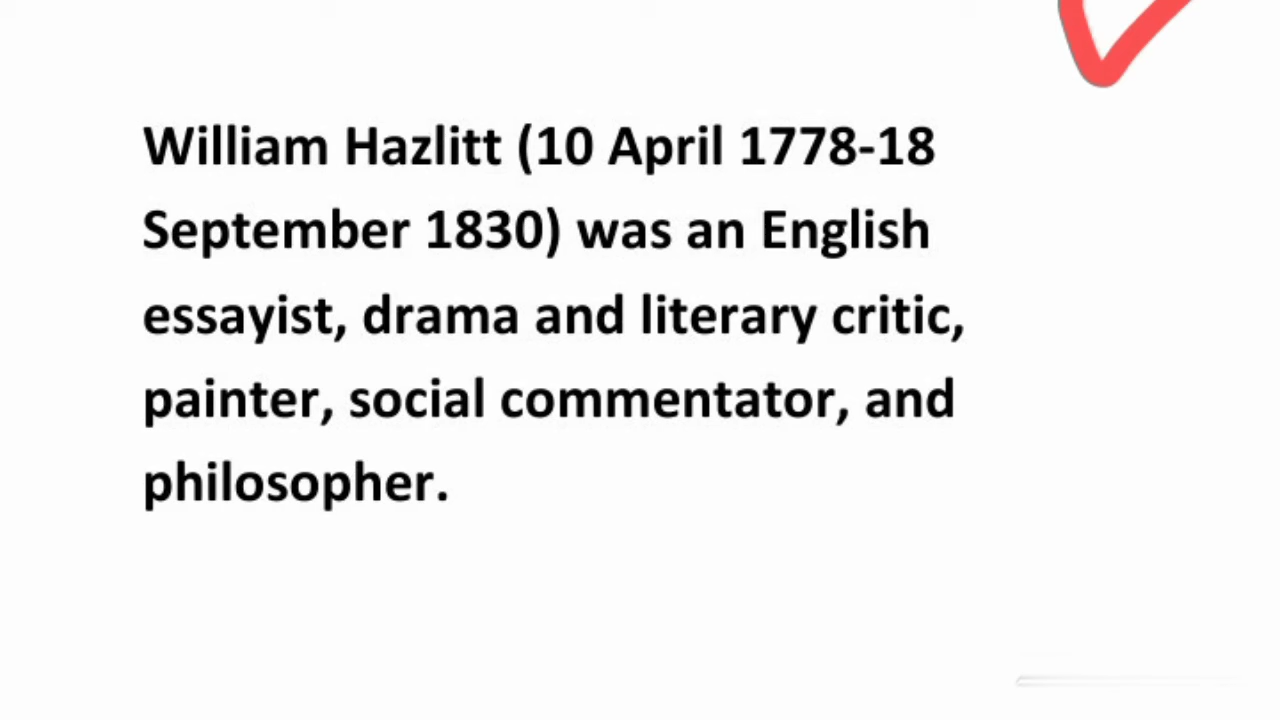 William Hazlitt (10 April 1778-18
September 1830) was an English
essayist, drama and literary critic,
painter, social commentator, and
philosopher.